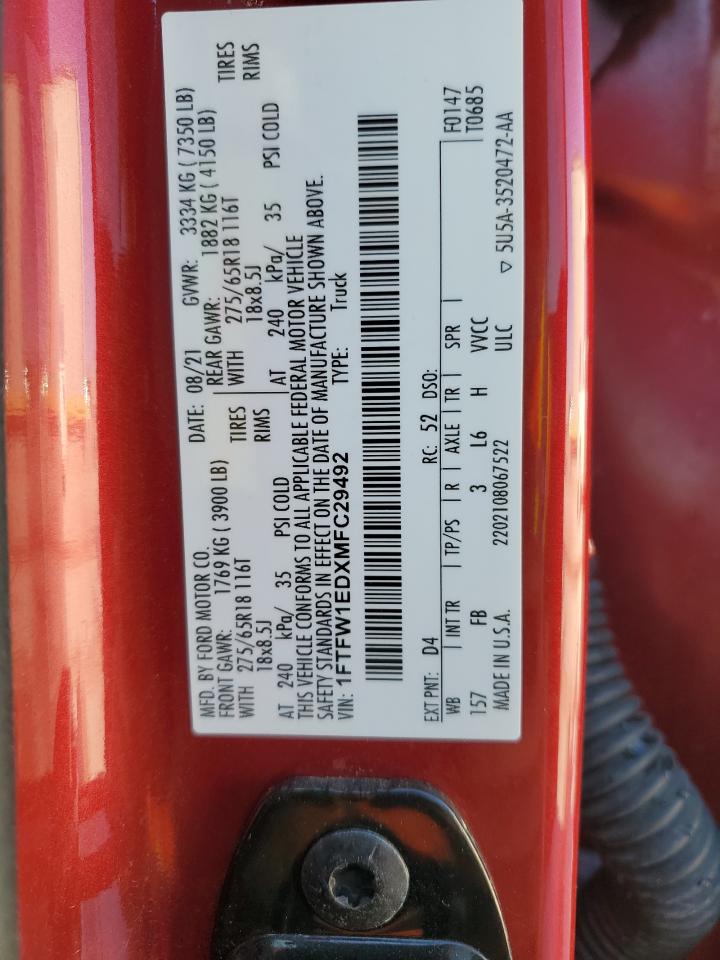 MFD. BY FORD MOTOR CO. DATE: 08/21 GVWR: 3334 KG ( 7350 LB)
FRONT GAWR: 1769 KG ( 3900 LB) REAR GAWR: 1882 KG ( 4150 LB)
WITH 275/65R18 116T TIRES WITH 275/65R18 116T TIRES
18x8.5J RIMS 18x8.5J RIMS
AT 240 kPa/ 35 PSI COLD AT 240 kPa/ 35 PSI COLD
THIS VEHICLE CONFORMS TO ALL APPLICABLE FEDERAL MOTOR VEHICLE
SAFETY STANDARDS IN EFFECT ON THE DATE OF MANUFACTURE SHOWN ABOVE.
VIN: 1FTFW1EDXMFC29492 TYPE: Truck
EXT PNT: D4 RC: 52 DSO: F0147
WB INT TR TP/PS R AXLE TR SPR T0685
157 FB 3 L6 H VVCC
MADE IN U.S.A. 2202108067522 ULC ▽ 5U5A-3520472-AA